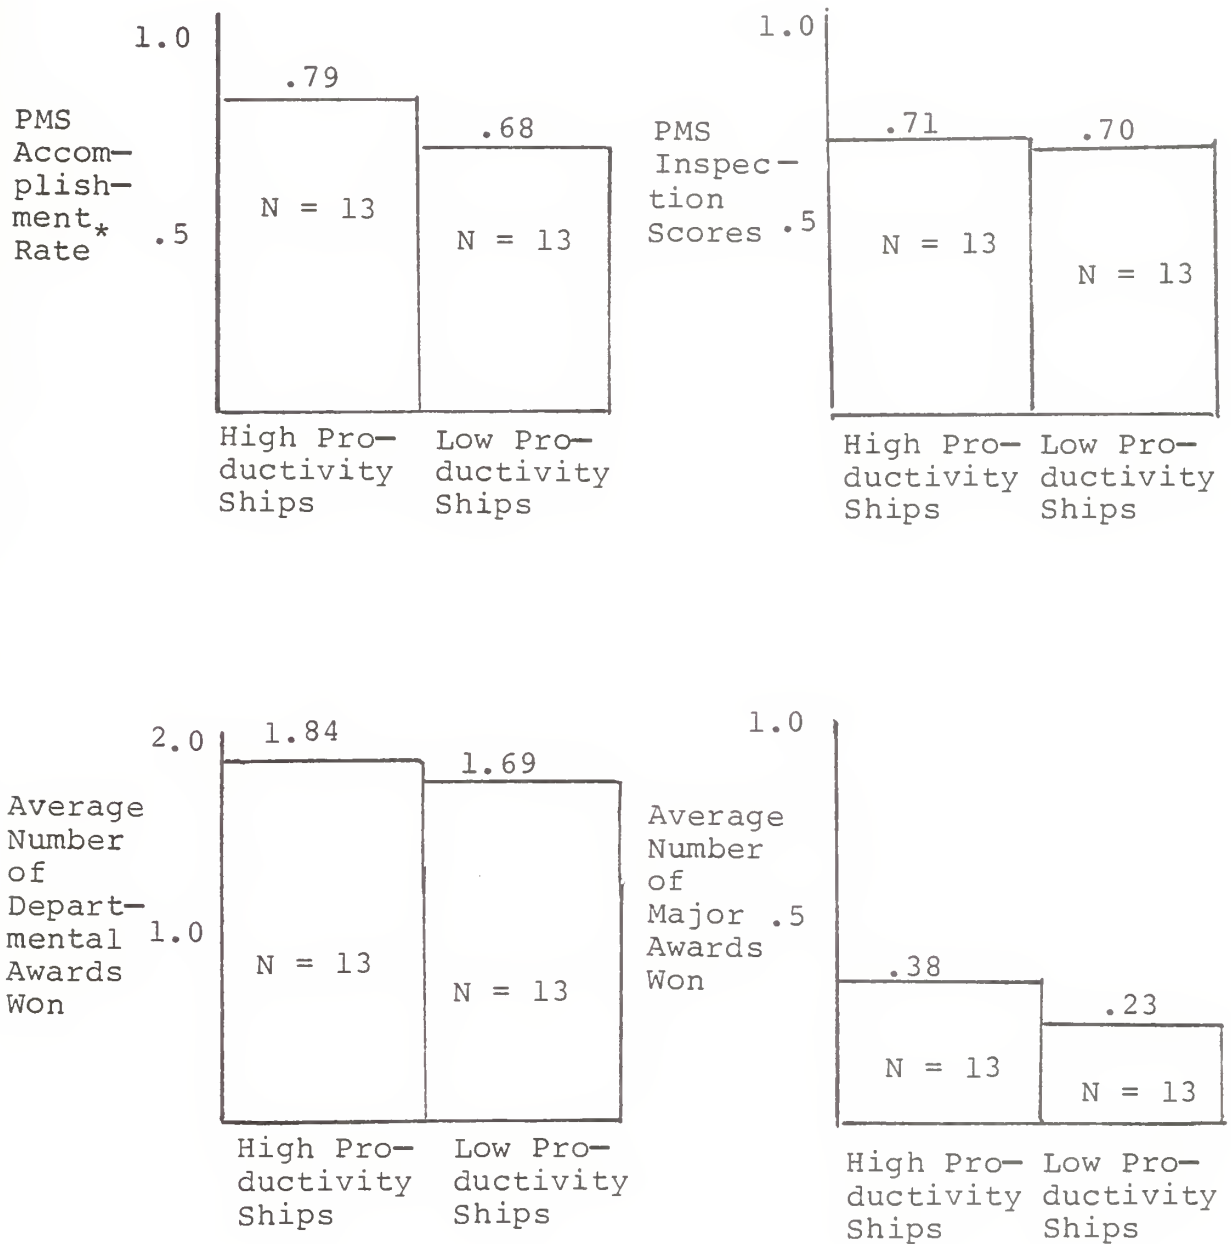 1.0
.79
PMS
Accom-
plish-
ment*
Rate
.5
.68
N = 13
N = 13
High Pro-
ductivity
Ships
Low Pro-
ductivity
Ships
1.0
.71
.70
PMS
Inspec-
tion
Scores
.5
N = 13
N = 13
High Pro-
ductivity
Ships
Low Pro-
ductivity
Ships
2.0
1.84
1.69
Average
Number
of
Depart-
mental
Awards
Won
1.0
N = 13
N = 13
High Pro-
ductivity
Ships
Low Pro-
ductivity
Ships
1.0
Average
Number
of
Major
Awards
Won
.5
.38
.23
N = 13
N = 13
High Pro-
ductivity
Ships
Low Pro-
ductivity
Ships